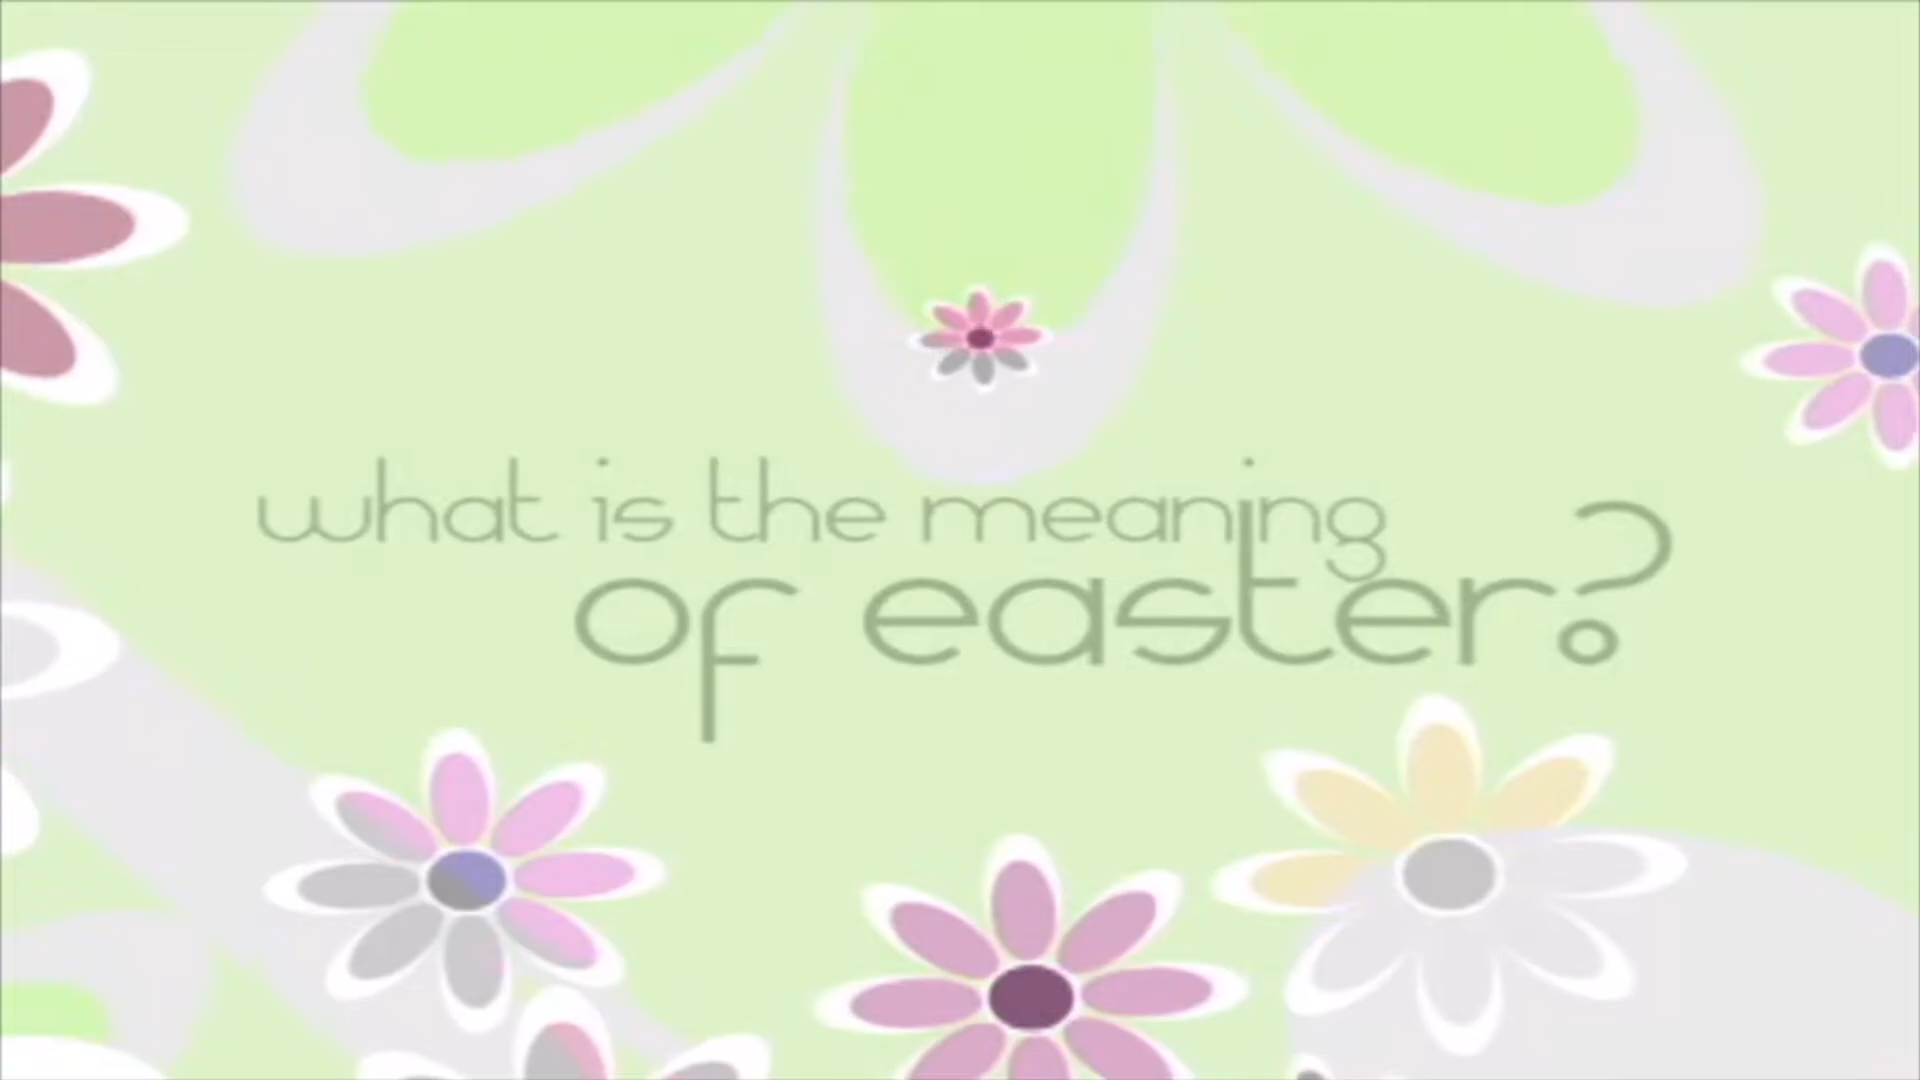 what is the meaning
of easter?